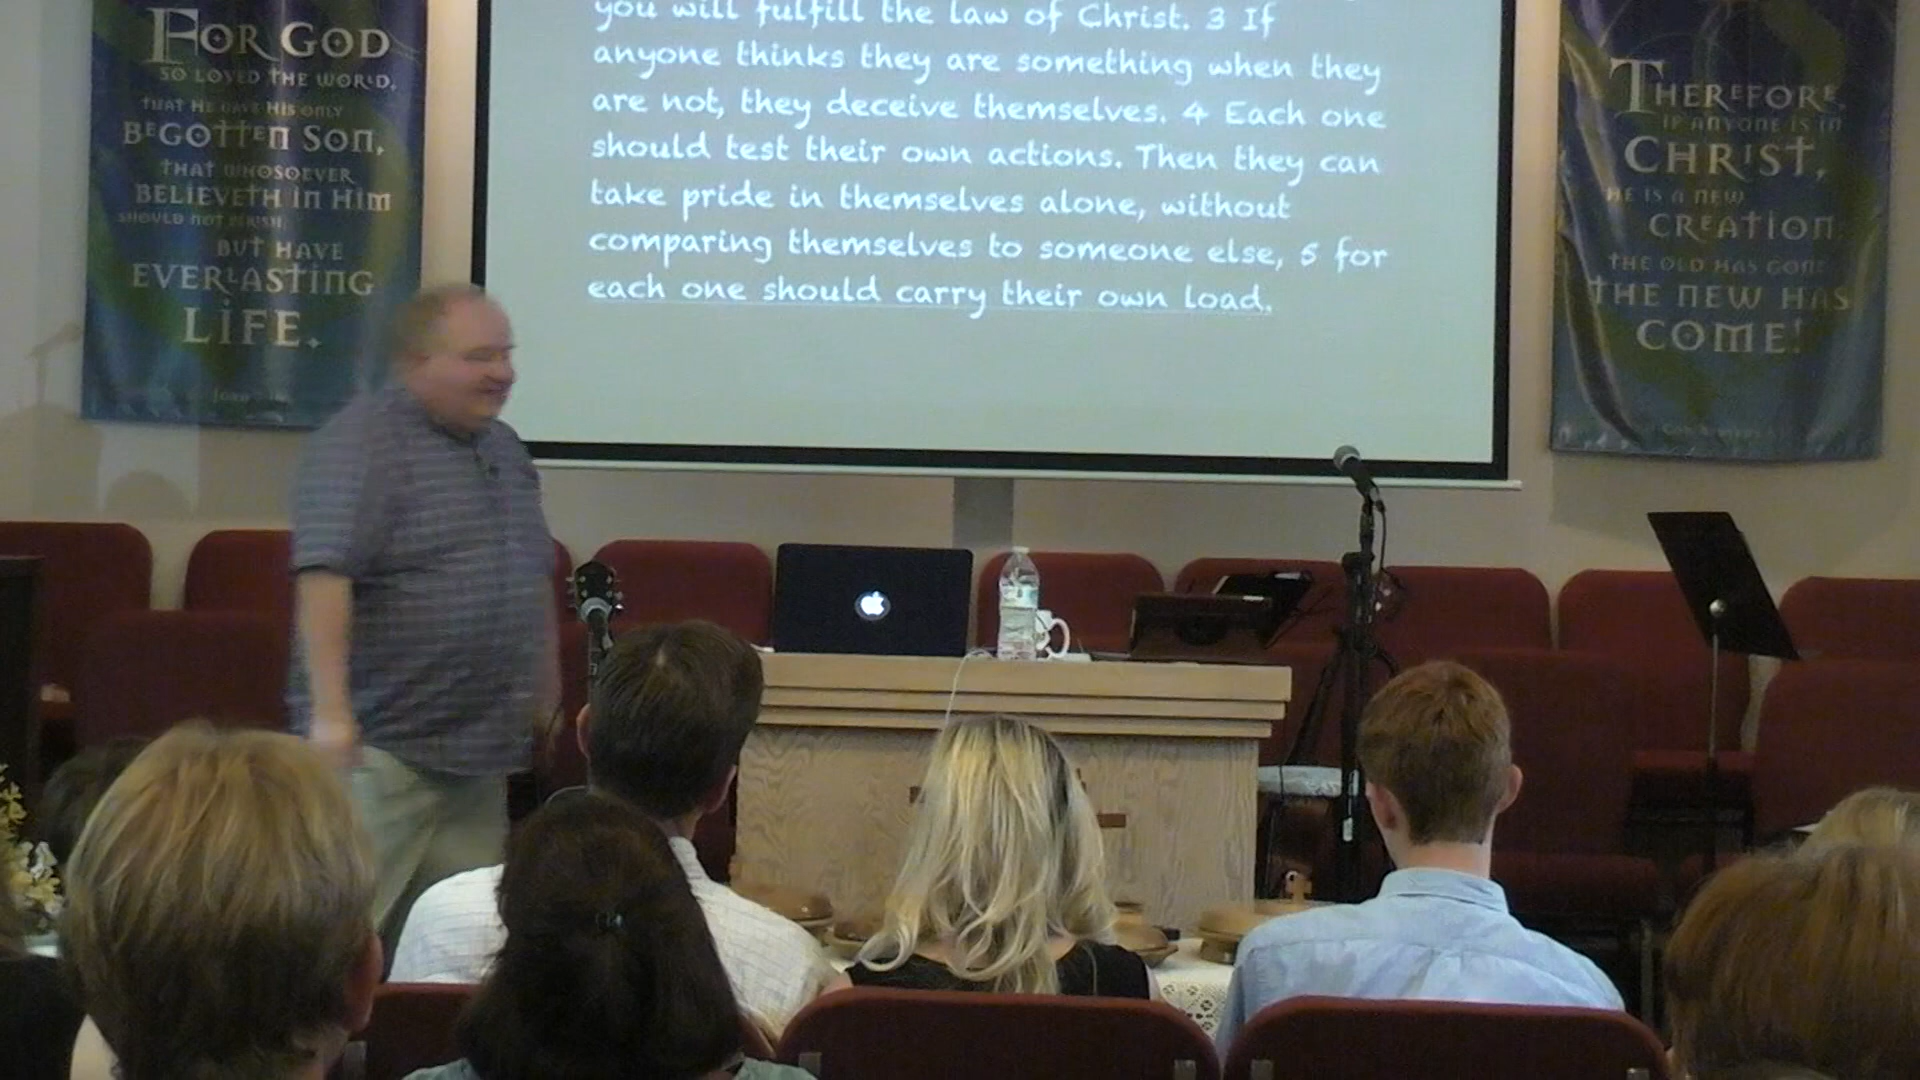 FOR GOD
SO LOVED THE WORLD,
THAT HE GAVE HIS ONLY
BEGOTTEN SON,
THAT WHOSOEVER
BELIEVETH IN HIM
SHOULD NOT PERISH
BUT HAVE
EVERLASTING
LIFE.
you will fulfill the law of Christ. 3 If
anyone thinks they are something when they
are not, they deceive themselves. 4 Each one
should test their own actions. Then they can
take pride in themselves alone, without
comparing themselves to someone else, 5 for
each one should carry their own load.
THEREFORE,
IF ANYONE IS IN
CHRIST,
HE IS A NEW
CREATION
THE OLD HAS GONE
THE NEW HAS
COME!